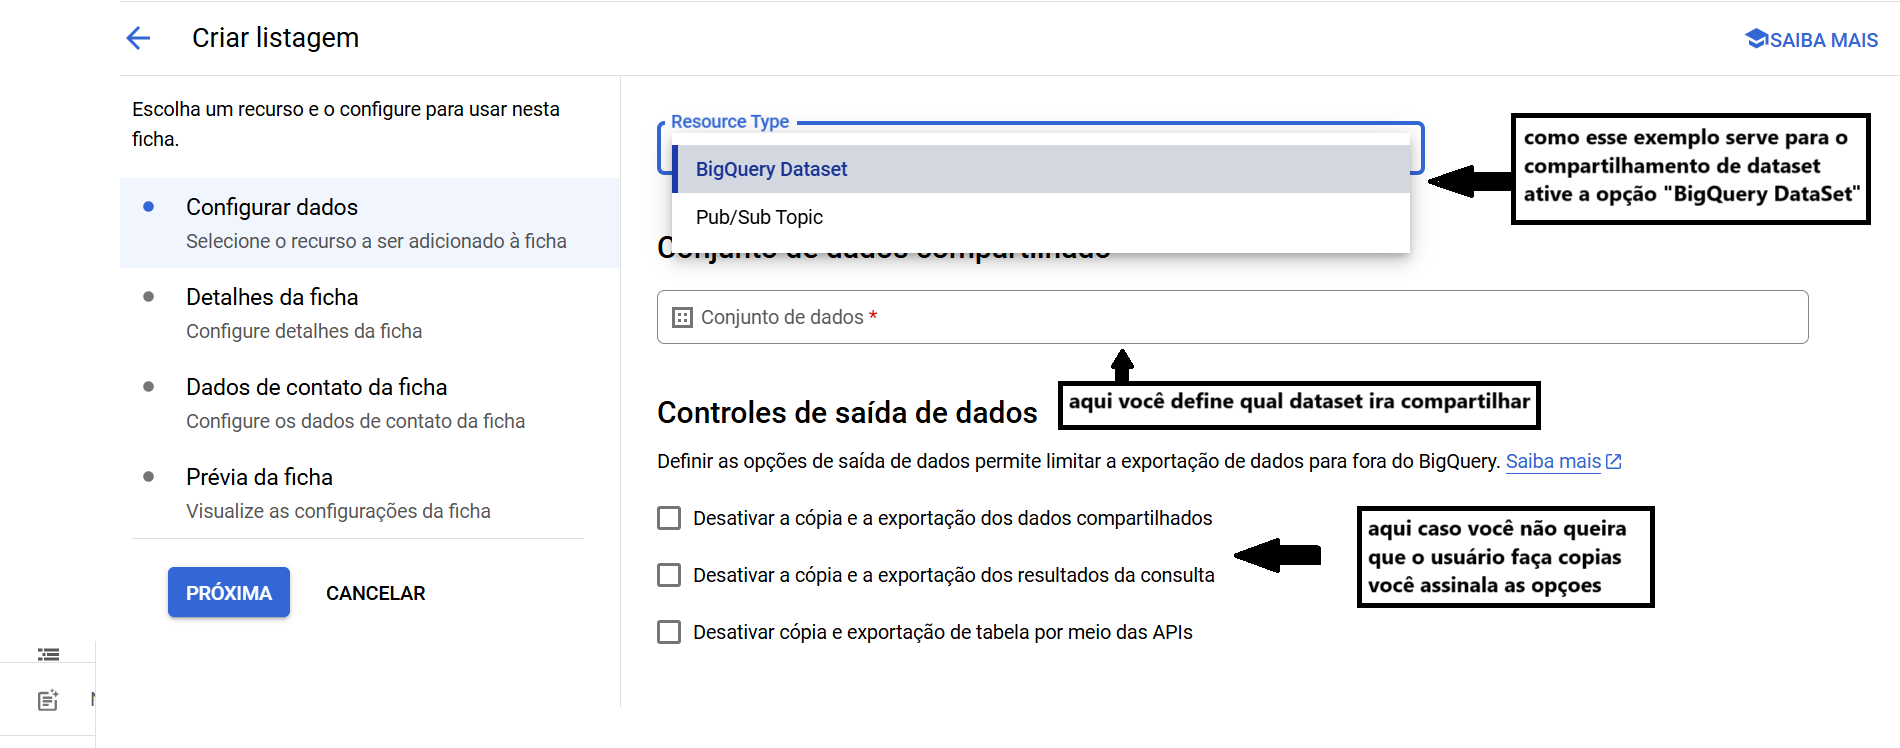 Criar listagem
SAIBA MAIS
Escolha um recurso e o configure para usar nesta
ficha.
Configurar dados
Selecione o recurso a ser adicionado à ficha
Detalhes da ficha
Configure detalhes da ficha
Dados de contato da ficha
Configure os dados de contato da ficha
Prévia da ficha
Visualize as configurações da ficha
PRÓXIMA
CANCELAR
Resource Type
BigQuery Dataset
Pub/Sub Topic
como esse exemplo serve para o
compartilhamento de dataset
ative a opção "BigQuery DataSet"
Conjunto de dados compartilhado
Conjunto de dados *
aqui você define qual dataset ira compartilhar
Controles de saída de dados
Definir as opções de saída de dados permite limitar a exportação de dados para fora do BigQuery. Saiba mais
Desativar a cópia e a exportação dos dados compartilhados
Desativar a cópia e a exportação dos resultados da consulta
Desativar cópia e exportação de tabela por meio das APIs
aqui caso você não queira
que o usuário faça copias
você assinala as opçoes